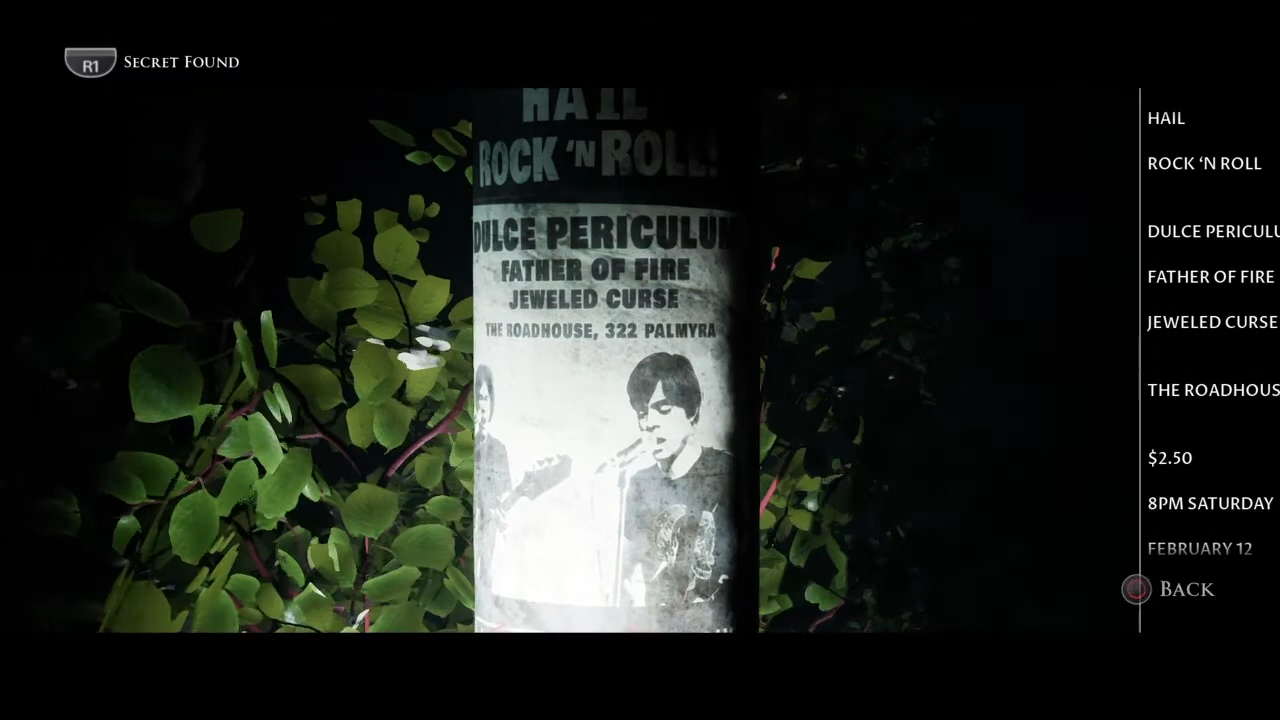 R1 SECRET FOUND
HAIL
ROCK 'N ROLL!
DULCE PERICULUM
FATHER OF FIRE
JEWELED CURSE
THE ROADHOUSE, 322 PALMYRA
HAIL
ROCK ‘N ROLL
DULCE PERICULU
FATHER OF FIRE
JEWELED CURSE
THE ROADHOUS
$2.50
8PM SATURDAY
FEBRUARY 12
BACK